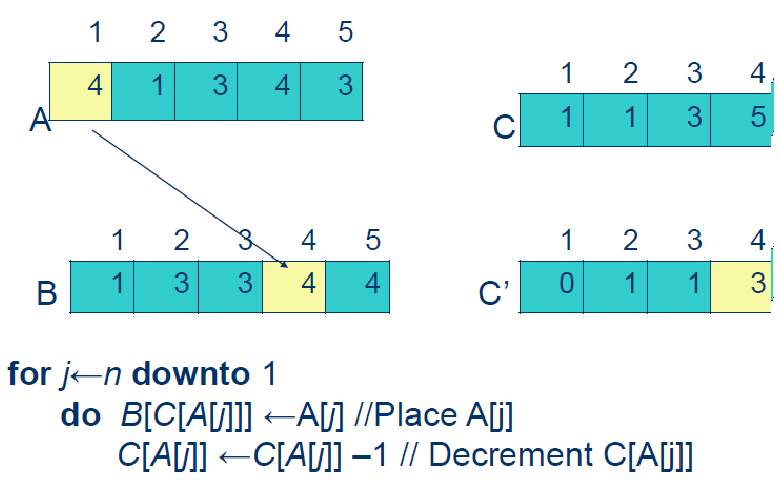 1 2 3 4 5
A 4 1 3 4 3
1 2 3 4
C 1 1 3 5
1 2 3 4 5
B 1 3 3 4 4
1 2 3 4
C’ 0 1 1 3
for j←n downto 1
do B[C[A[j]]] ←A[j] //Place A[j]
C[A[j]] ←C[A[j]] –1 // Decrement C[A[j]]